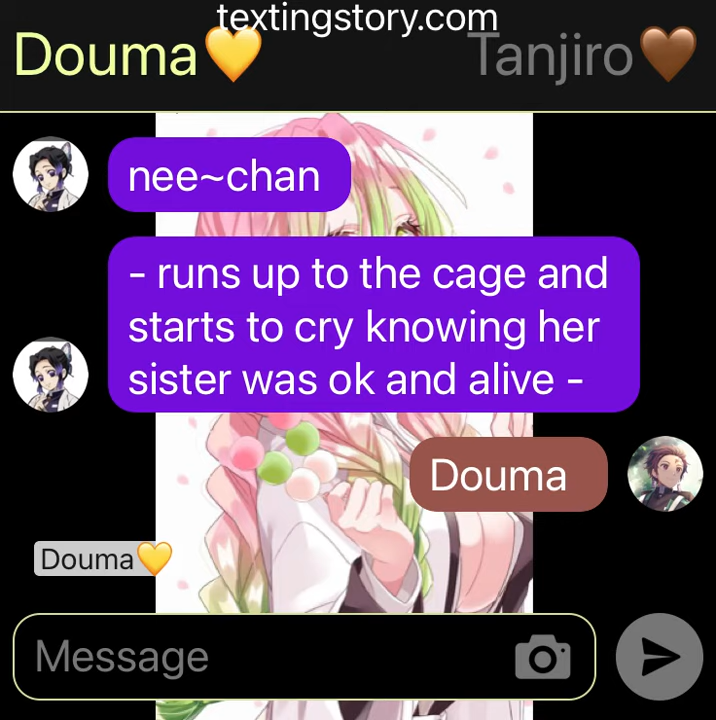 textingstory.com
Douma💛 Tanjiro🤎
nee~chan
- runs up to the cage and
starts to cry knowing her
sister was ok and alive -
Douma
Douma💛
Message